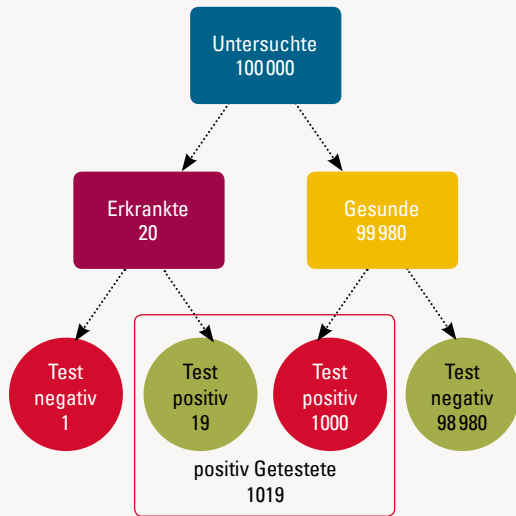 Untersuchte
100 000
Erkrankte
20
Gesunde
99 980
Test
negativ
1
Test
positiv
19
Test
positiv
1000
Test
negativ
98 980
positiv Getestete
1019